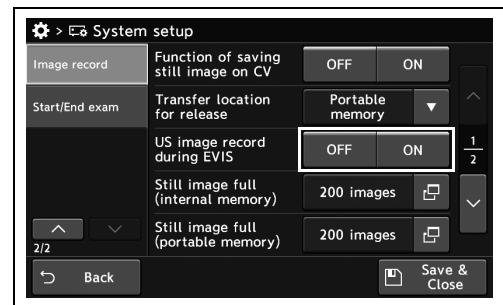 > System setup
Image record
Start/End exam
2/2
Function of saving
still image on CV
OFF ON
Transfer location
for release
Portable
memory
US image record
during EVIS
OFF ON
Still image full
(internal memory)
200 images
Still image full
(portable memory)
200 images
1
2
Back
Save &
Close